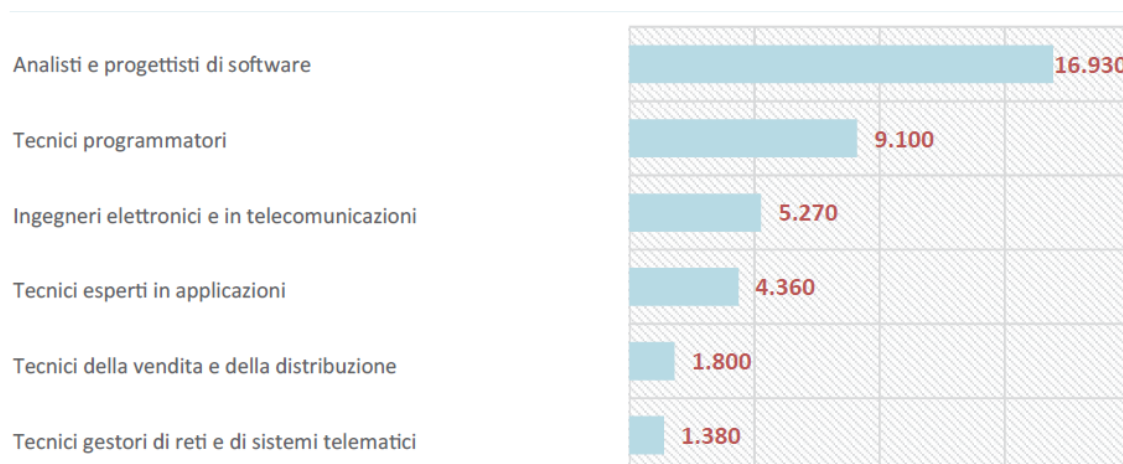 Analisti e progettisti di software 16.930
Tecnici programmatori 9.100
Ingegneri elettronici e in telecomunicazioni 5.270
Tecnici esperti in applicazioni 4.360
Tecnici della vendita e della distribuzione 1.800
Tecnici gestori di reti e di sistemi telematici 1.380